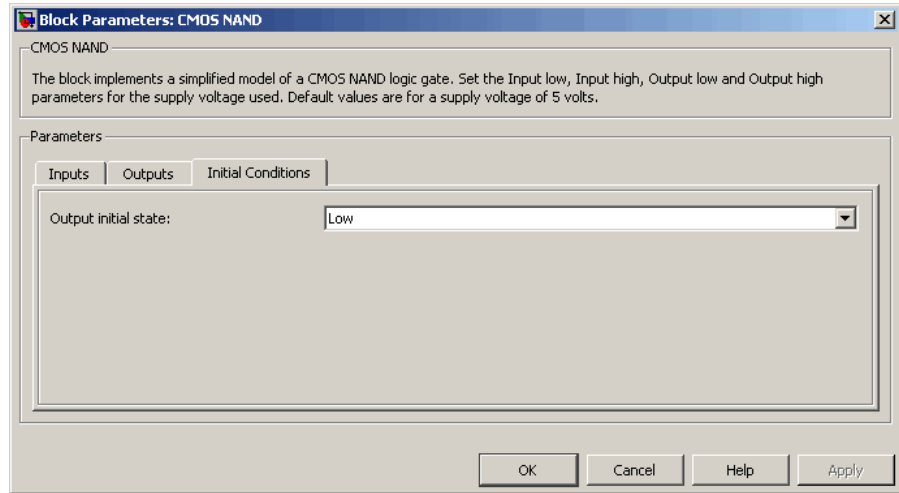 Block Parameters: CMOS NAND
CMOS NAND
The block implements a simplified model of a CMOS NAND logic gate. Set the Input low, Input high, Output low and Output high
parameters for the supply voltage used. Default values are for a supply voltage of 5 volts.
Parameters
Inputs Outputs Initial Conditions
Output initial state: Low
OK Cancel Help Apply